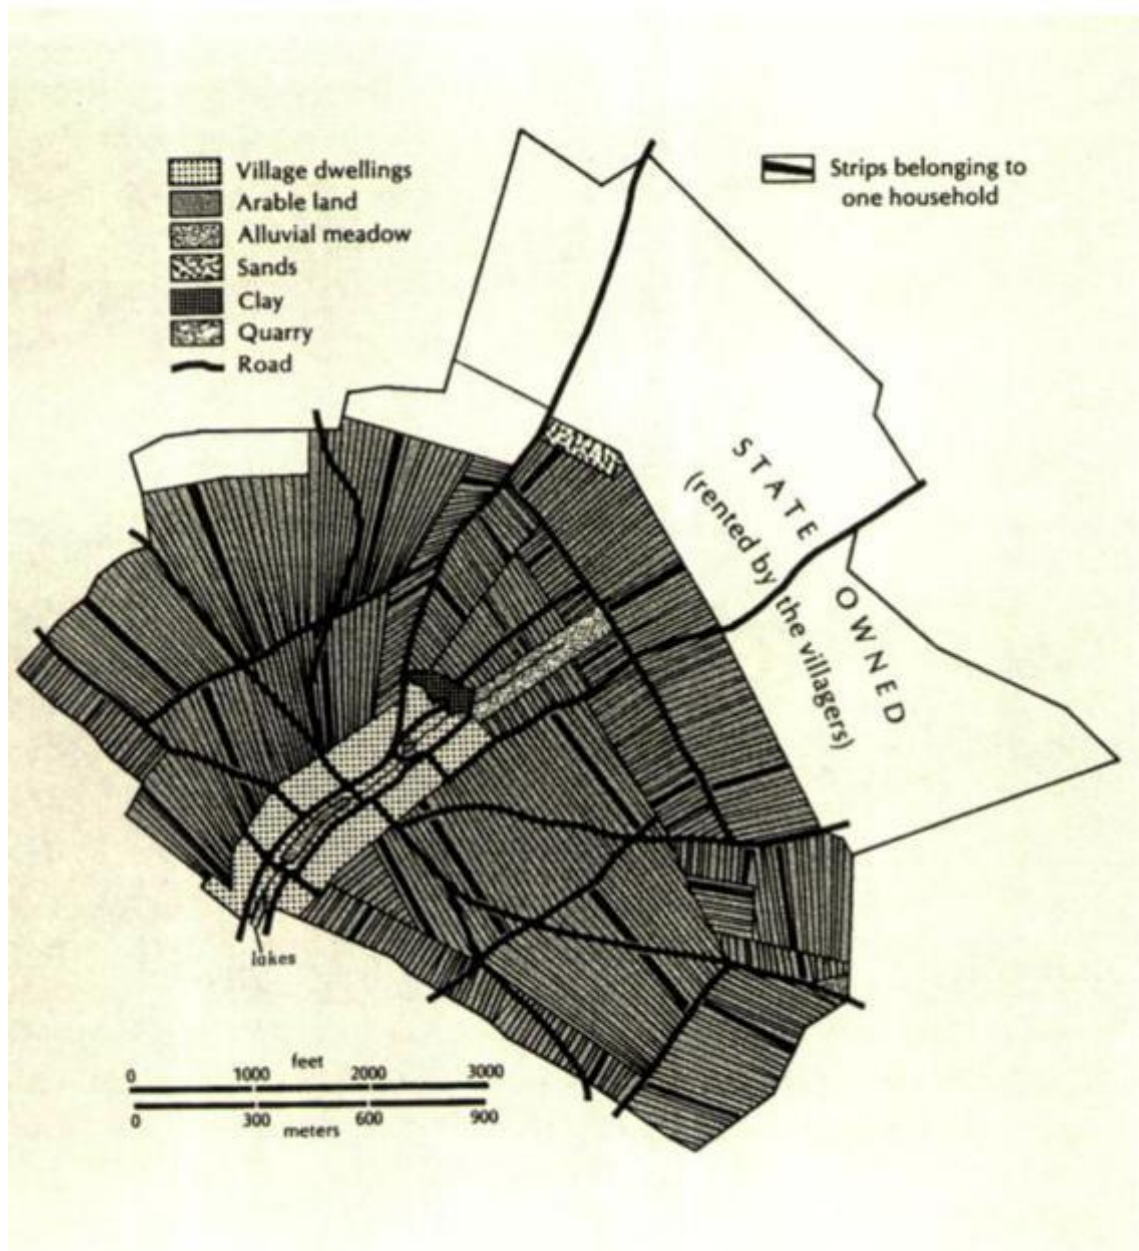 Village dwellings
Arable land
Alluvial meadow
Sands
Clay
Quarry
Road
Strips belonging to
one household
STATE
OWNED
(rented by the villagers)
lakes
feet
0 1000 2000 3000
0 300 600 900
meters